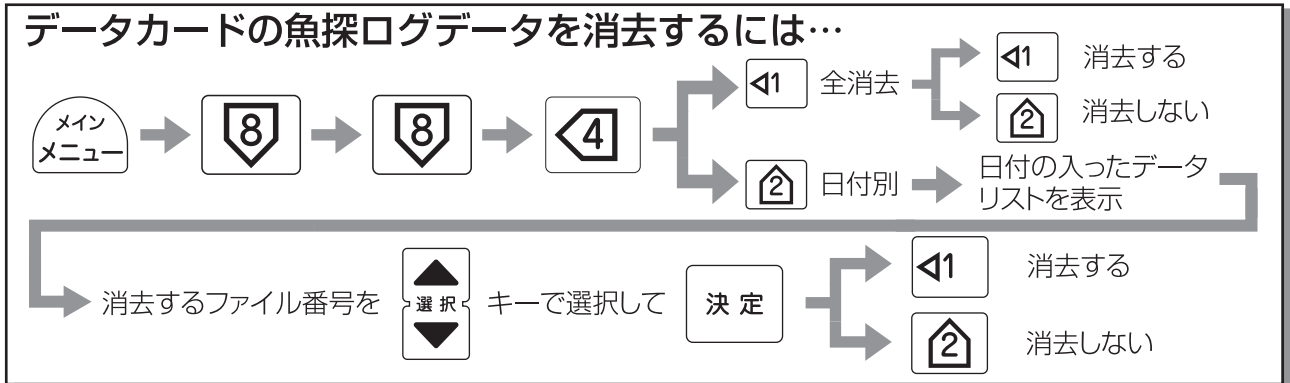 データカードの魚探ログデータを消去するには…
メイン
メニュー
8
8
4
1 全消去
1 消去する
2 消去しない
2 日付別
日付の入ったデータ
リストを表示
消去するファイル番号を 選択 キーで選択して 決定
1 消去する
2 消去しない